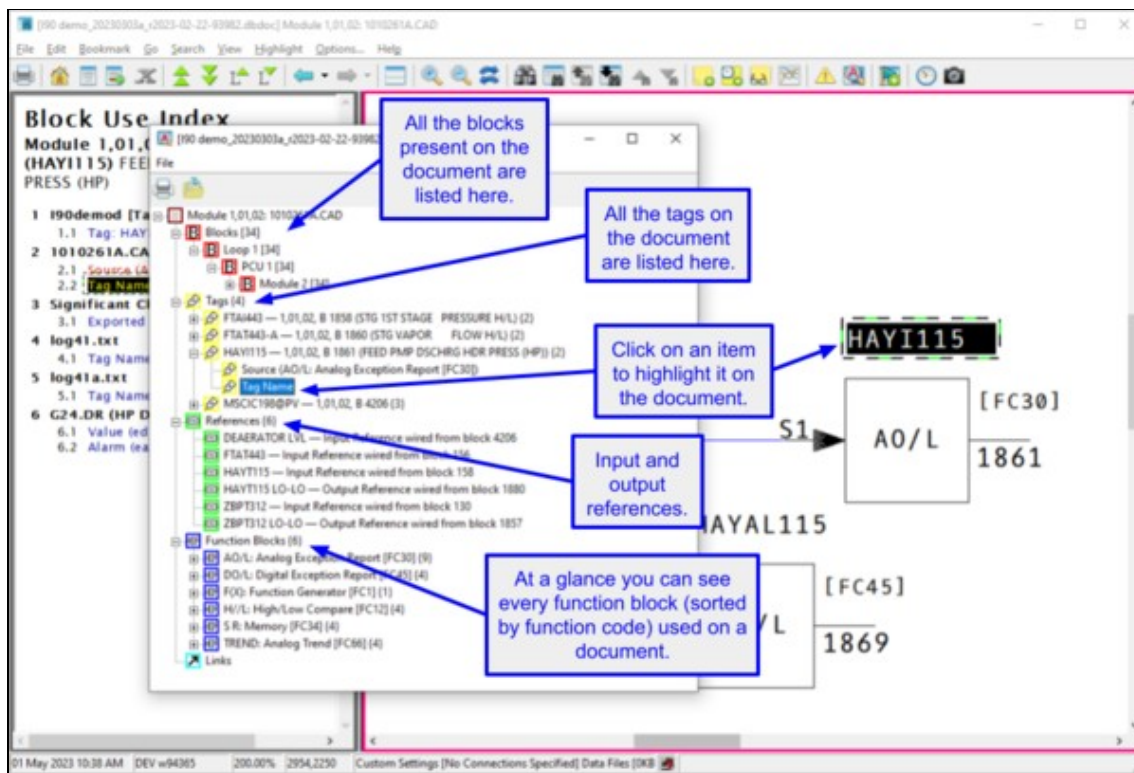 [I90 demo_20230303a_r2023-02-22-93982.dbdoc] Module 1,01,02: 1010261A.CAD
File Edit Bookmark Go Search View Highlight Options... Help
Block Use Index
Module 1,01,0
(HAYI115) FEE
PRESS (HP)
1 I90demod [Ta
1.1 Tag: HAY
2 1010261A.CA
2.1 Source (A
2.2 Tag Name
3 Significant Cl
3.1 Exported
4 log41.txt
4.1 Tag Name
5 log41a.txt
5.1 Tag Name
6 G24.DR (HP D
6.1 Value (ed
6.2 Alarm (ea
[I90 demo_20230303a_r2023-02-22-93982
File
Module 1,01,02: 1010261A.CAD
Blocks [34]
Loop 1 [34]
PCU 1 [34]
Module 2 [34]
Tags (4)
FTAI443 — 1,01,02, B 1858 (STG 1ST STAGE PRESSURE H/L) (2)
FTAT443-A — 1,01,02, B 1860 (STG VAPOR FLOW H/L) (2)
HAYI115 — 1,01,02, B 1861 (FEED PMP DSCHRG HDR PRESS (HP)) (2)
Source (AO/L: Analog Exception Report [FC30])
Tag Name
MSCIC198@PV — 1,01,02, B 4206 (3)
References (6)
DEAERATOR LVL — Input Reference wired from block 4206
FTAT443 — Input Reference wired from block 156
HAYT115 — Input Reference wired from block 158
HAYT115 LO-LO — Output Reference wired from block 1880
ZBPT312 — Input Reference wired from block 130
ZBPT312 LO-LO — Output Reference wired from block 1857
Function Blocks (6)
AO/L: Analog Exception Report [FC30] (9)
DO/L: Digital Exception Report [FC45] (4)
F(X): Function Generator [FC1] (1)
H//L: High/Low Compare [FC12] (4)
S R: Memory [FC34] (4)
TREND: Analog Trend [FC66] (4)
Links
All the blocks
present on the
document are
listed here.
All the tags on
the document
are listed here.
Click on an item
to highlight it on
the document.
Input and
output
references.
At a glance you can see
every function block (sorted
by function code) used on a
document.
HAYI115
[FC30]
S1
AO/L
1861
HAYAL115
[FC45]
/L
1869
01 May 2023 10:38 AM DEV w94365 200.00% 2954,2250 Custom Settings [No Connections Specified] Data Files [0KB